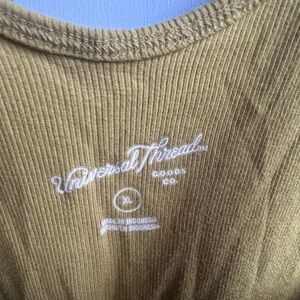 Universal Thread
GOODS
CO.
XL
MADE IN INDONESIA
HECHO EN INDONESIA